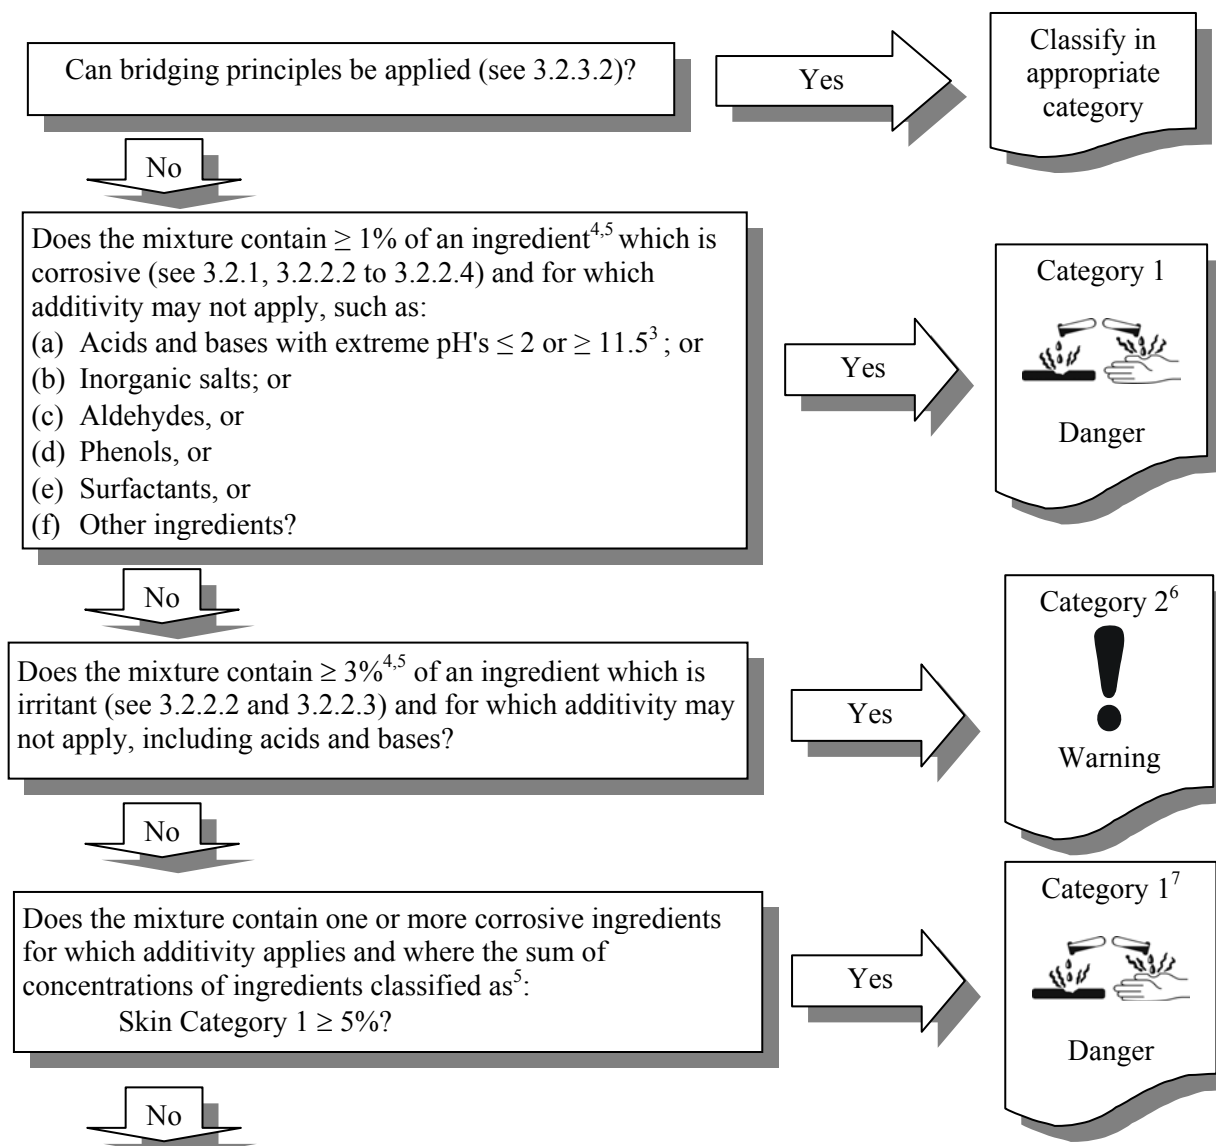 Can bridging principles be applied (see 3.2.3.2)?
Yes
Classify in
appropriate
category
No
Does the mixture contain ≥ 1% of an ingredient⁴,⁵ which is
corrosive (see 3.2.1, 3.2.2.2 to 3.2.2.4) and for which
additivity may not apply, such as:
(a) Acids and bases with extreme pH's ≤ 2 or ≥ 11.5³ ; or
(b) Inorganic salts; or
(c) Aldehydes, or
(d) Phenols, or
(e) Surfactants, or
(f) Other ingredients?
Yes
Category 1
Danger
No
Does the mixture contain ≥ 3%⁴,⁵ of an ingredient which is
irritant (see 3.2.2.2 and 3.2.2.3) and for which additivity may
not apply, including acids and bases?
Yes
Category 2⁶
Warning
No
Does the mixture contain one or more corrosive ingredients
for which additivity applies and where the sum of
concentrations of ingredients classified as⁵:
Skin Category 1 ≥ 5%?
Yes
Category 1⁷
Danger
No